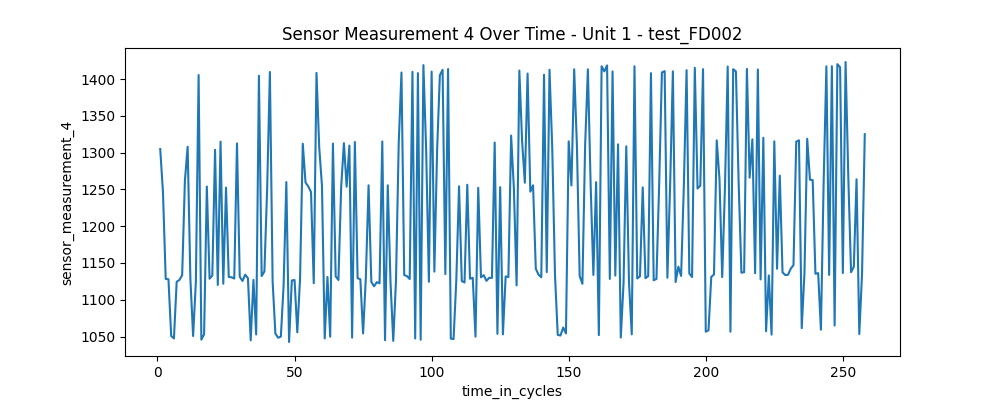 Sensor Measurement 4 Over Time - Unit 1 - test_FD002
sensor_measurement_4
1400
1350
1300
1250
1200
1150
1100
1050
0 50 100 150 200 250
time_in_cycles